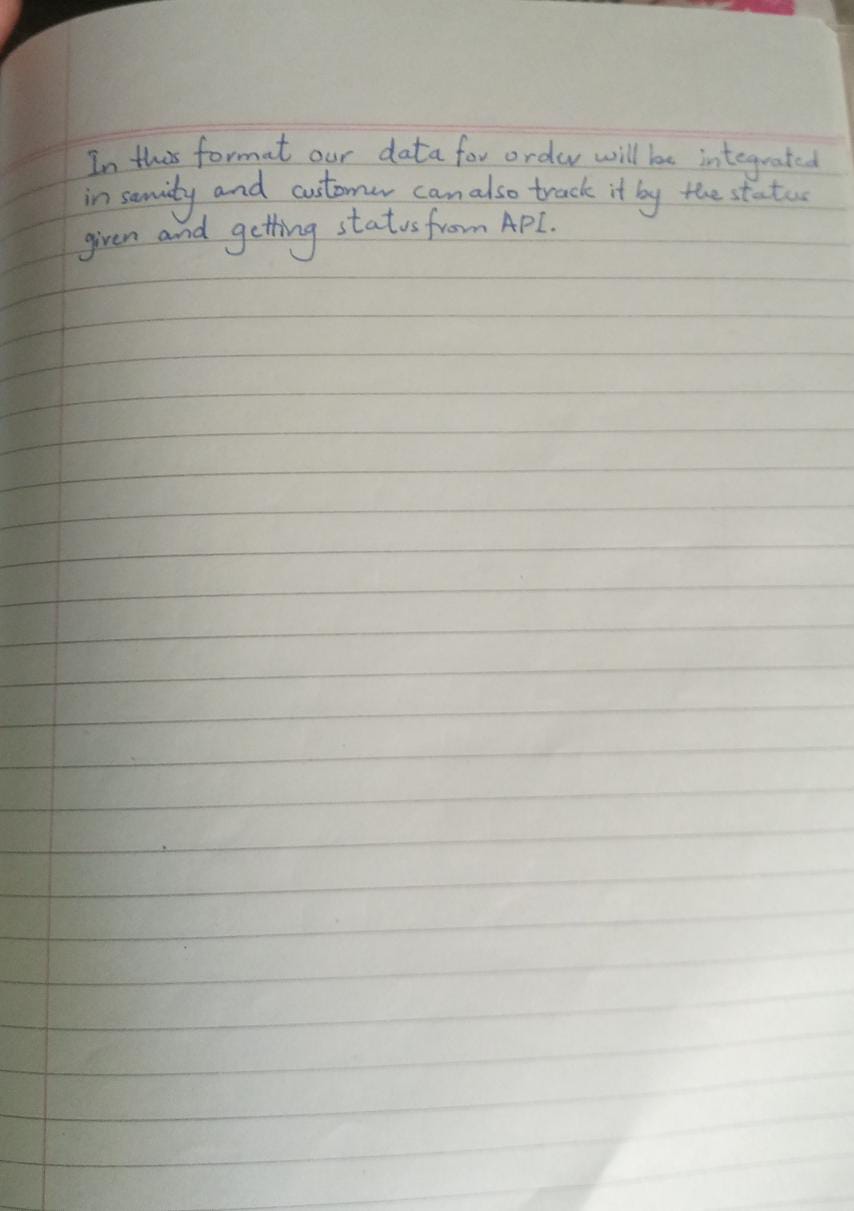 In this format our data for order will be integrated
in sanity and customer can also track it by the status
given and getting status from API.